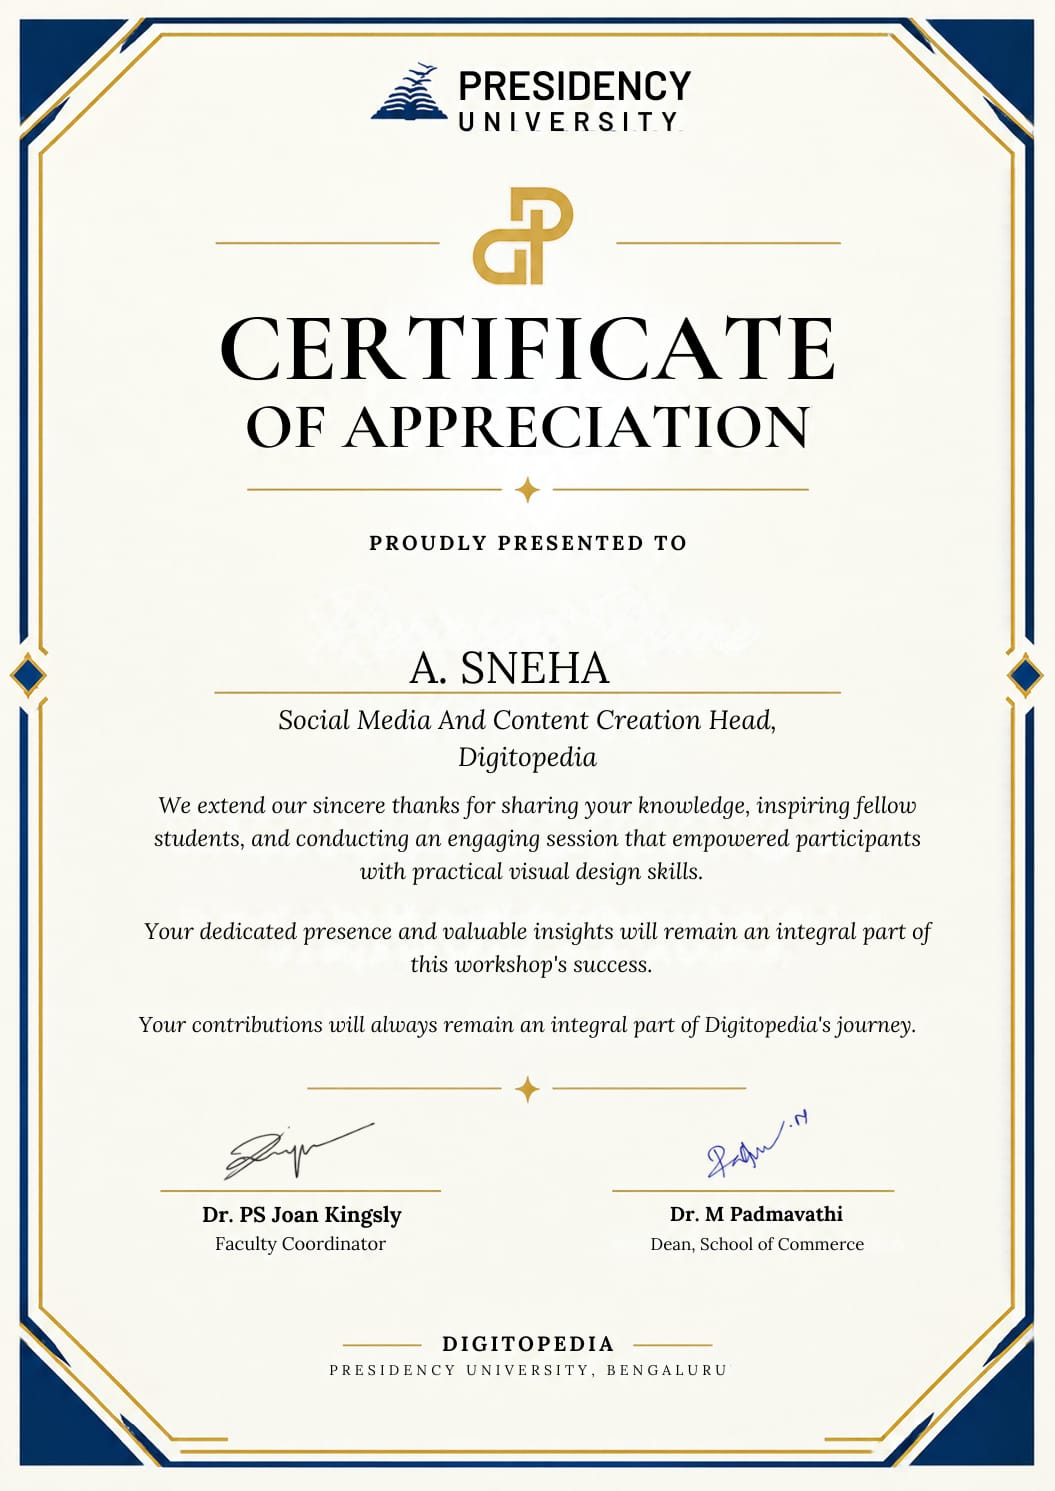 PRESIDENCY
UNIVERSITY
CERTIFICATE
OF APPRECIATION
PROUDLY PRESENTED TO
A. SNEHA
Social Media And Content Creation Head,
Digitopedia
We extend our sincere thanks for sharing your knowledge, inspiring fellow
students, and conducting an engaging session that empowered participants
with practical visual design skills.
Your dedicated presence and valuable insights will remain an integral part of
this workshop's success.
Your contributions will always remain an integral part of Digitopedia's journey.
Dr. PS Joan Kingsly
Faculty Coordinator
Dr. M Padmavathi
Dean, School of Commerce
DIGITOPEDIA
PRESIDENCY UNIVERSITY, BENGALURU